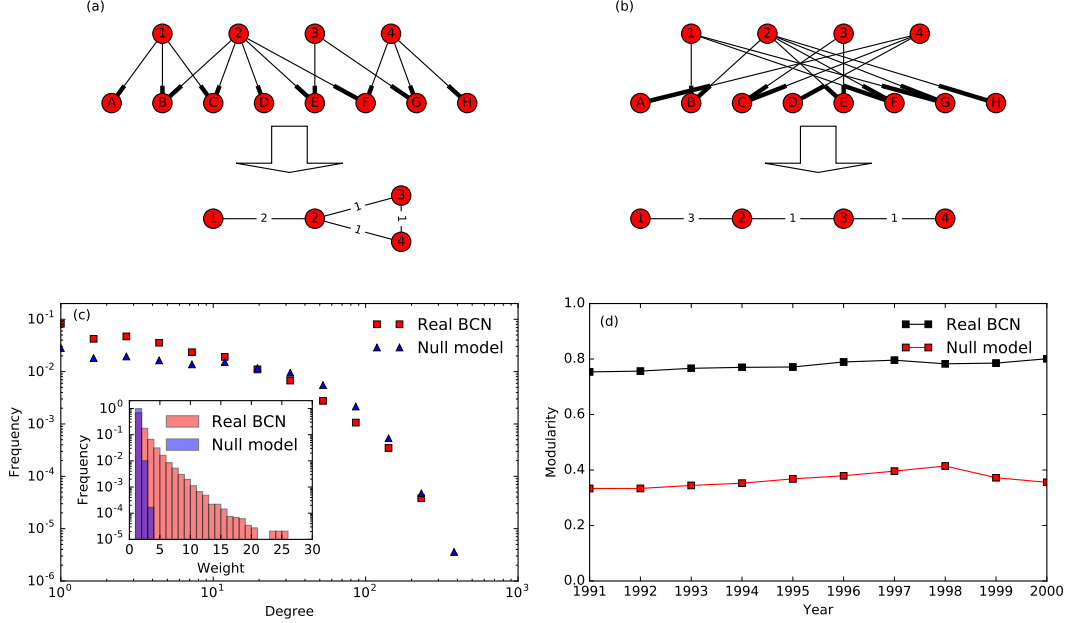 (a)
1 2 3 4
A B C D E F G H
1 2 2 1 3
1 1
4
(b)
1 2 3 4
A B C D E F G H
1 3 2 1 3 1 4
(c)
10⁻¹
10⁻²
10⁻³
10⁻⁴
10⁻⁵
10⁻⁶
Frequency
10⁰ 10¹ 10² 10³
Degree
Real BCN
Null model
10⁰
10⁻¹
10⁻²
10⁻³
10⁻⁴
10⁻⁵
Frequency
0 5 10 15 20 25 30
Weight
Real BCN
Null model
(d)
1.0
0.8
0.6
0.4
0.2
0.0
Modularity
Real BCN
Null model
1991 1992 1993 1994 1995 1996 1997 1998 1999 2000
Year